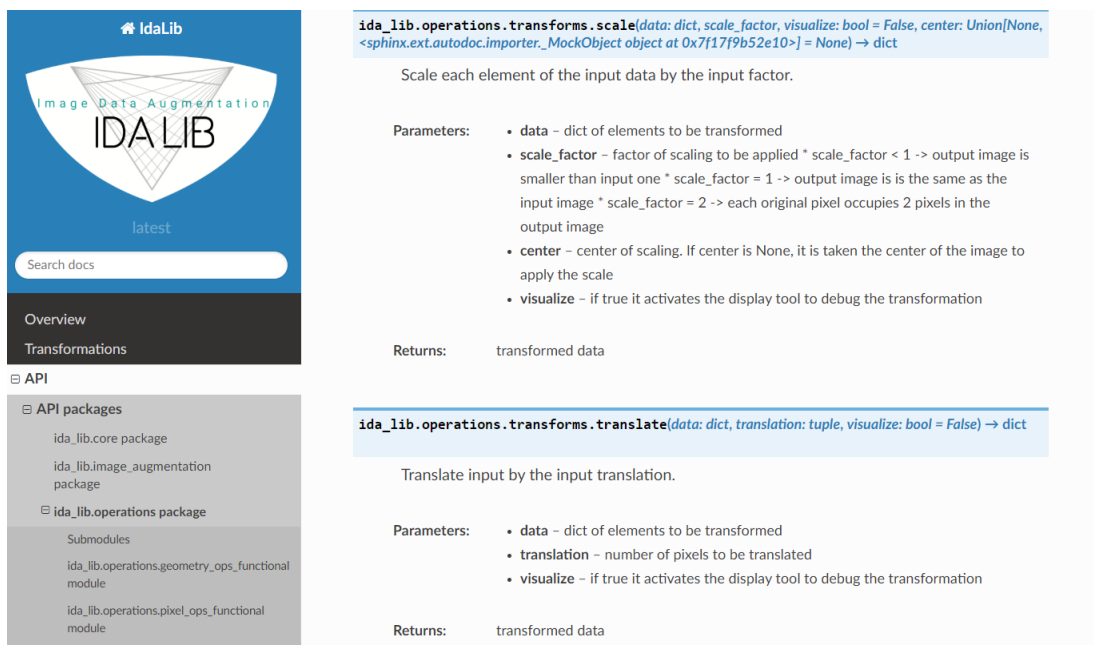 IdaLib
Image Data Augmentation
IDA LIB
latest
Search docs
Overview
Transformations
API
API packages
ida_lib.core package
ida_lib.image_augmentation
package
ida_lib.operations package
Submodules
ida_lib.operations.geometry_ops_functional
module
ida_lib.operations.pixel_ops_functional
module
ida_lib.operations.transforms.scale(data: dict, scale_factor, visualize: bool = False, center: Union[None,
<sphinx.ext.autodoc.importer._MockObject object at 0x7f17f9b52e10>] = None) → dict
Scale each element of the input data by the input factor.
Parameters:
• data – dict of elements to be transformed
• scale_factor – factor of scaling to be applied * scale_factor < 1 -> output image is
smaller than input one * scale_factor = 1 -> output image is is the same as the
input image * scale_factor = 2 -> each original pixel occupies 2 pixels in the
output image
• center – center of scaling. If center is None, it is taken the center of the image to
apply the scale
• visualize – if true it activates the display tool to debug the transformation
Returns: transformed data
ida_lib.operations.transforms.translate(data: dict, translation: tuple, visualize: bool = False) → dict
Translate input by the input translation.
Parameters:
• data – dict of elements to be transformed
• translation – number of pixels to be translated
• visualize – if true it activates the display tool to debug the transformation
Returns: transformed data